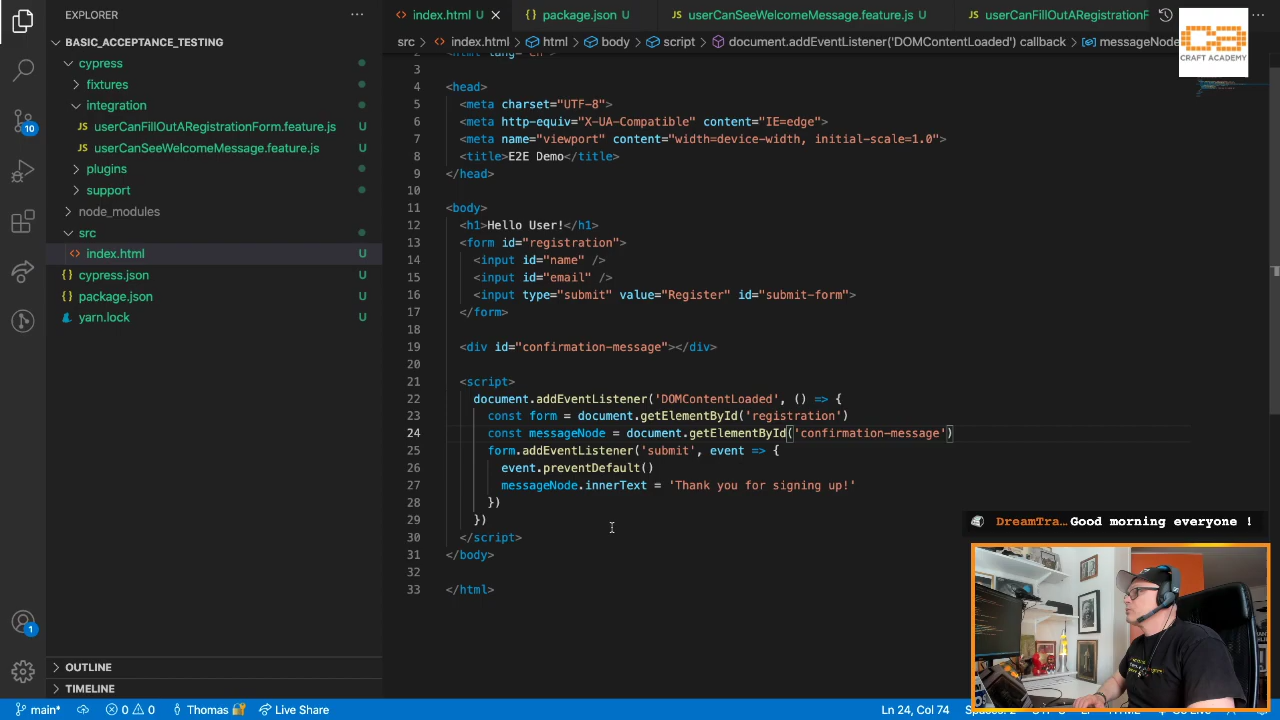 EXPLORER
BASIC_ACCEPTANCE_TESTING
cypress
fixtures
integration
userCanFillOutARegistrationForm.feature.js U
userCanSeeWelcomeMessage.feature.js U
plugins
support
node_modules
src
index.html U
cypress.json U
package.json U
yarn.lock U
OUTLINE
TIMELINE
10
1
index.html U
package.json U
userCanSeeWelcomeMessage.feature.js U
userCanFillOutARegistrationF
src > index.html > html > body > script > document.addEventListener('DOMContentLoaded') callback > messageNode
CRAFT ACADEMY
3
4 <head>
5 <meta charset="UTF-8">
6 <meta http-equiv="X-UA-Compatible" content="IE=edge">
7 <meta name="viewport" content="width=device-width, initial-scale=1.0">
8 <title>E2E Demo</title>
9 </head>
10
11 <body>
12 <h1>Hello User!</h1>
13 <form id="registration">
14 <input id="name" />
15 <input id="email" />
16 <input type="submit" value="Register" id="submit-form">
17 </form>
18
19 <div id="confirmation-message"></div>
20
21 <script>
22 document.addEventListener('DOMContentLoaded', () => {
23 const form = document.getElementById('registration')
24 const messageNode = document.getElementById('confirmation-message')
25 form.addEventListener('submit', event => {
26 event.preventDefault()
27 messageNode.innerText = 'Thank you for signing up!'
28 })
29 })
30 </script>
31 </body>
32
33 </html>
DreamTra… Good morning everyone !
main* 0 0 Thomas Live Share
Ln 24, Col 74